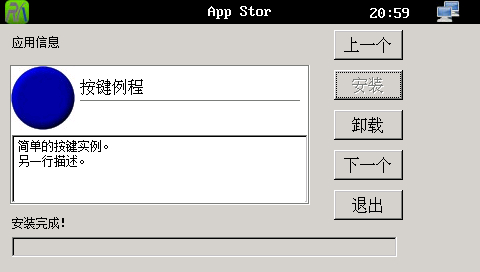 App Stor
20:59
应用信息
上一个
按键例程
安装
卸载
简单的按键实例。
另一行描述。
下一个
退出
安装完成!